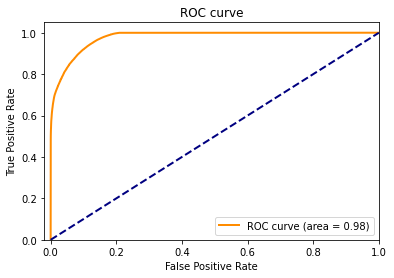 ROC curve
1.0
0.8
0.6
0.4
0.2
0.0
True Positive Rate
ROC curve (area = 0.98)
0.0 0.2 0.4 0.6 0.8 1.0
False Positive Rate